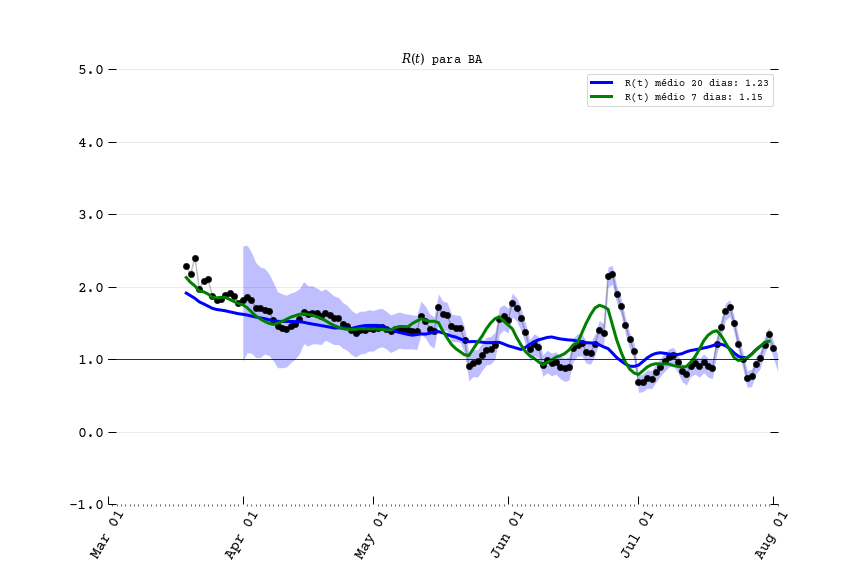 R(t) para BA
R(t) médio 20 dias: 1.23
R(t) médio 7 dias: 1.15
5.0
4.0
3.0
2.0
1.0
0.0
-1.0
Mar 01
Apr 01
May 01
Jun 01
Jul 01
Aug 01